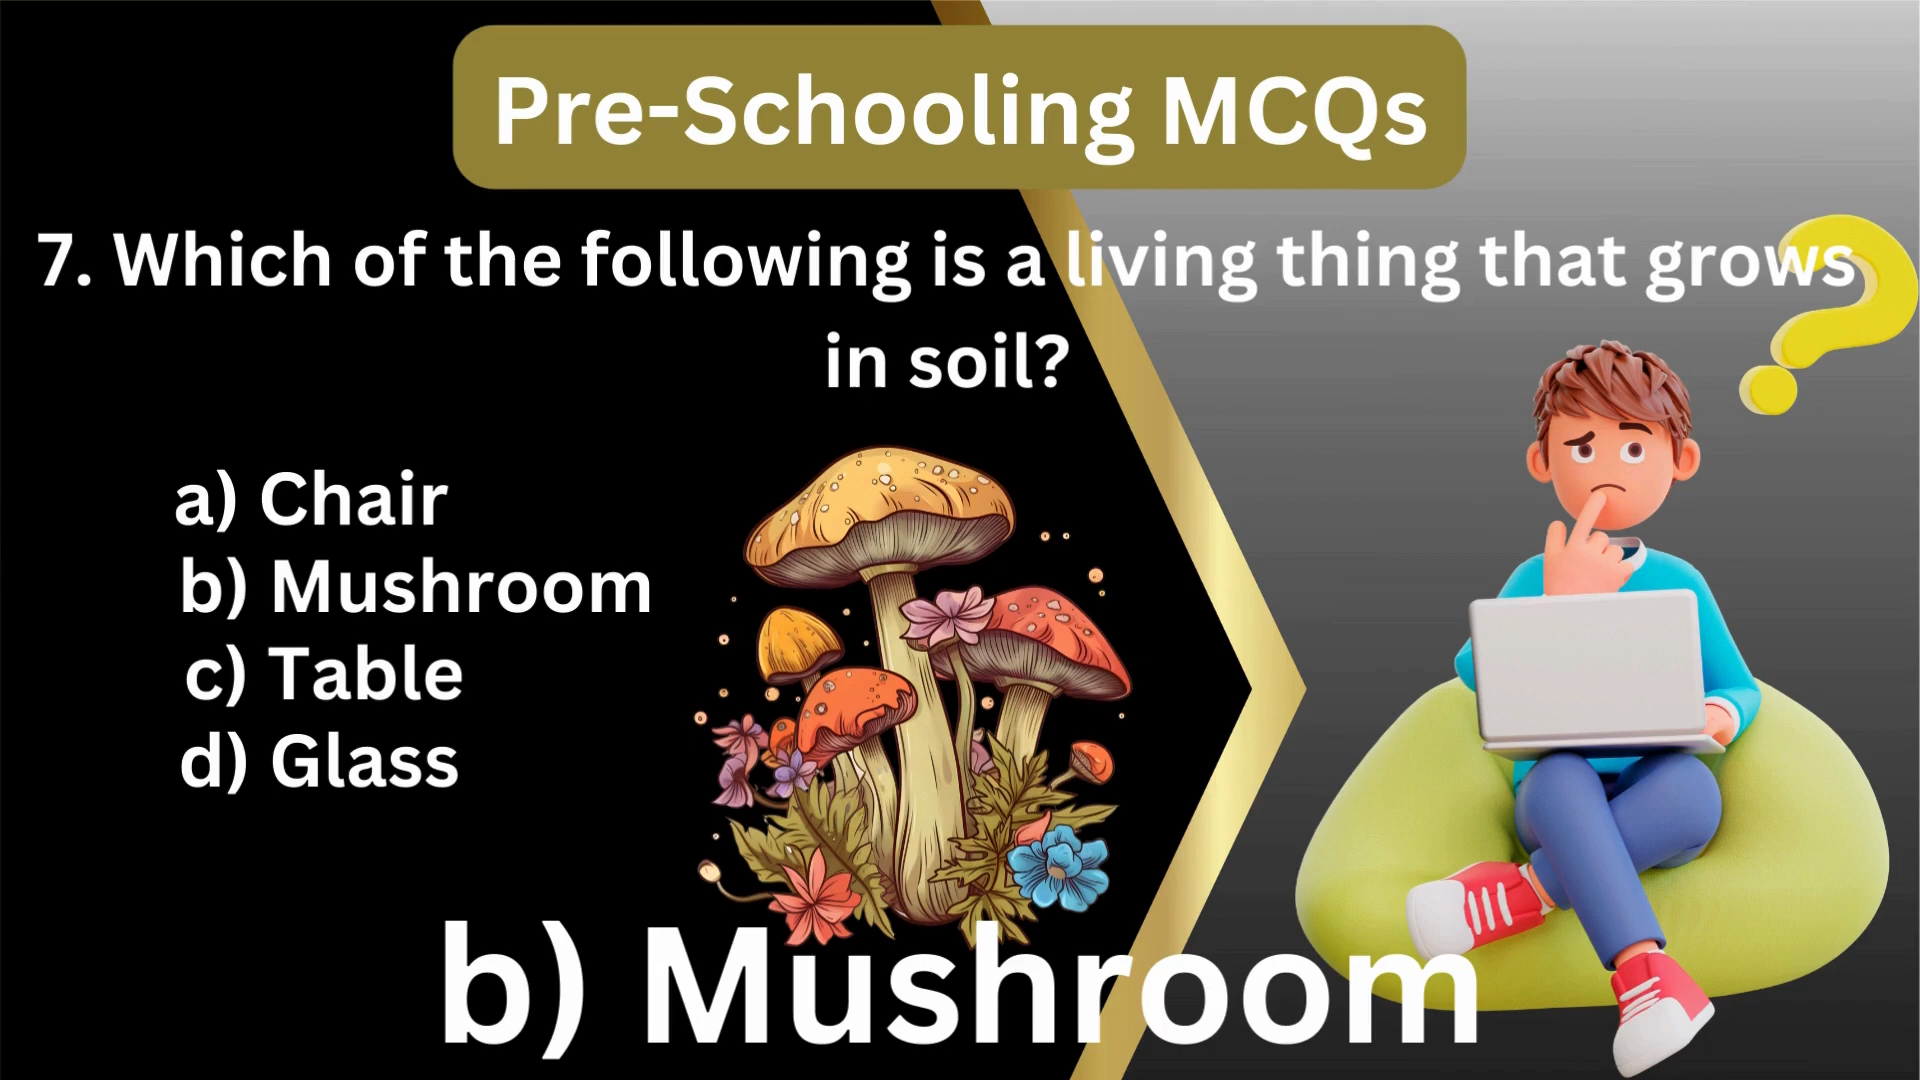 Pre-Schooling MCQs
7. Which of the following is a living thing that grows
in soil?
a) Chair
b) Mushroom
c) Table
d) Glass
b) Mushroom